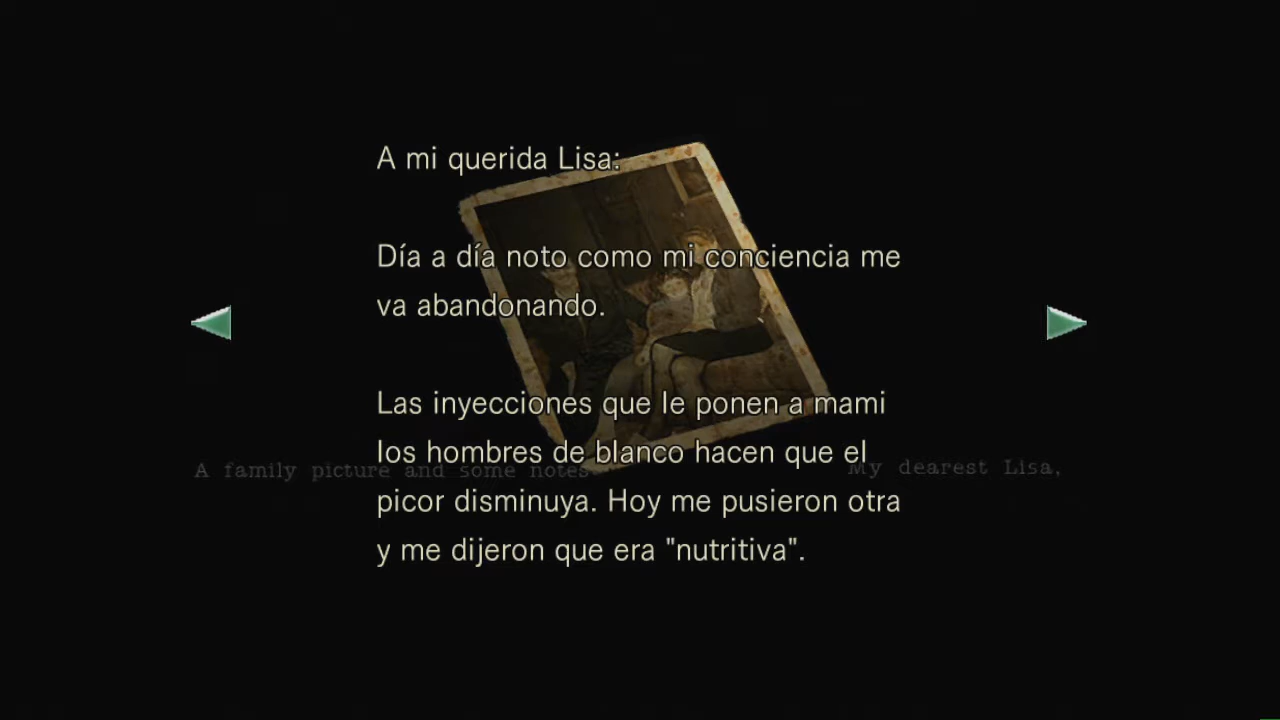 A mi querida Lisa:
Día a día noto como mi conciencia me
va abandonando.
Las inyecciones que le ponen a mami
los hombres de blanco hacen que el
picor disminuya. Hoy me pusieron otra
y me dijeron que era "nutritiva".
A family picture and some notes.
My dearest Lisa,